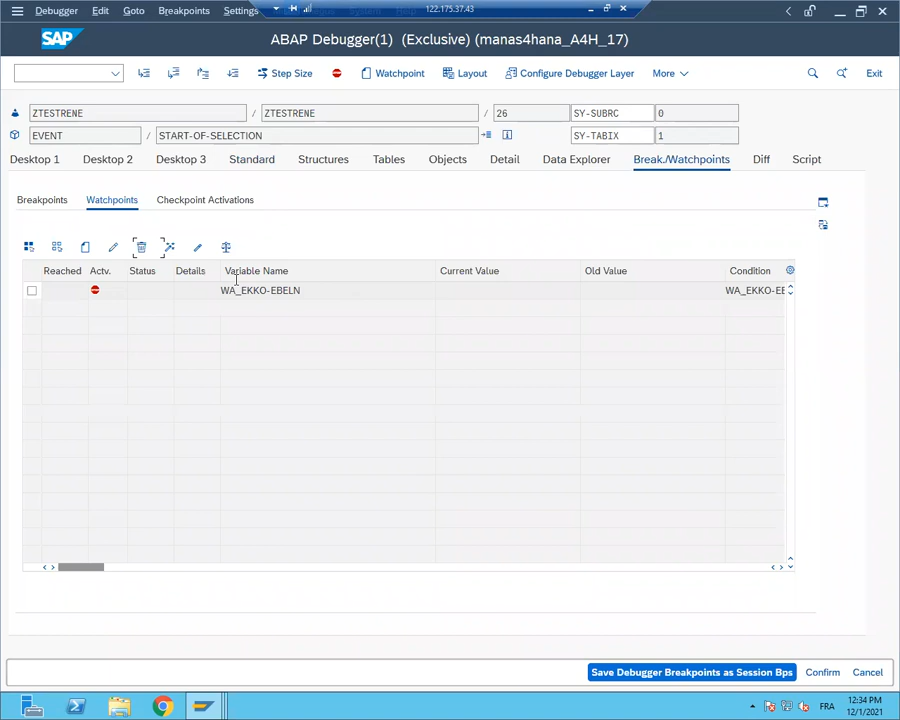 Debugger Edit Goto Breakpoints Settings 122.175.37.43
SAP ABAP Debugger(1) (Exclusive) (manas4hana_A4H_17)
Step Size Watchpoint Layout Configure Debugger Layer More Exit
ZTESTRENE / ZTESTRENE / 26 SY-SUBRC 0
EVENT / START-OF-SELECTION SY-TABIX 1
Desktop 1 Desktop 2 Desktop 3 Standard Structures Tables Objects Detail Data Explorer Break./Watchpoints Diff Script
Breakpoints Watchpoints Checkpoint Activations
Reached Actv. Status Details Variable Name Current Value Old Value Condition
WA_EKKO-EBELN WA_EKKO-EE
Save Debugger Breakpoints as Session Bps Confirm Cancel
FRA 12:34 PM
12/1/2021